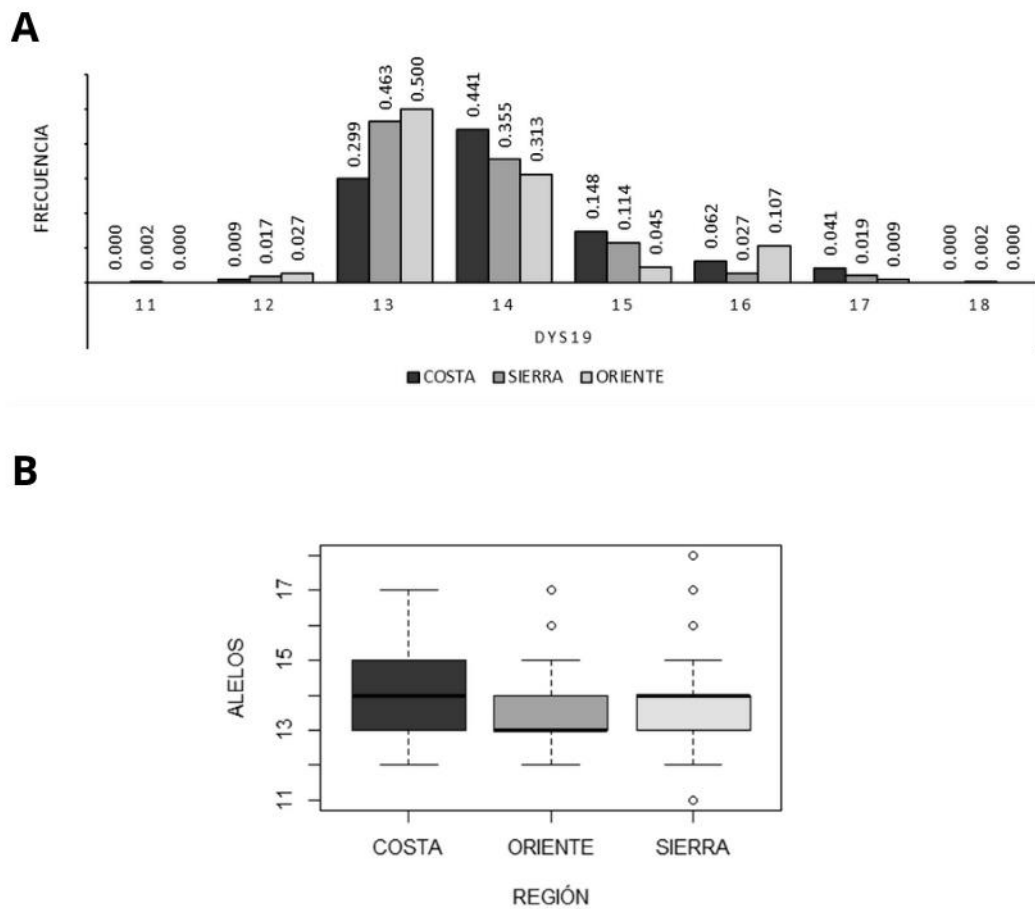 A
FRECUENCIA
0.000 0.002 0.000
0.009 0.017 0.027
0.299 0.463 0.500
0.441 0.355 0.313
0.148 0.114 0.045
0.062 0.027 0.107
0.041 0.019 0.009
0.000 0.002 0.000
11 12 13 14 15 16 17 18
DYS19
COSTA SIERRA ORIENTE
B
ALELOS
17
15
13
11
COSTA ORIENTE SIERRA
REGIÓN